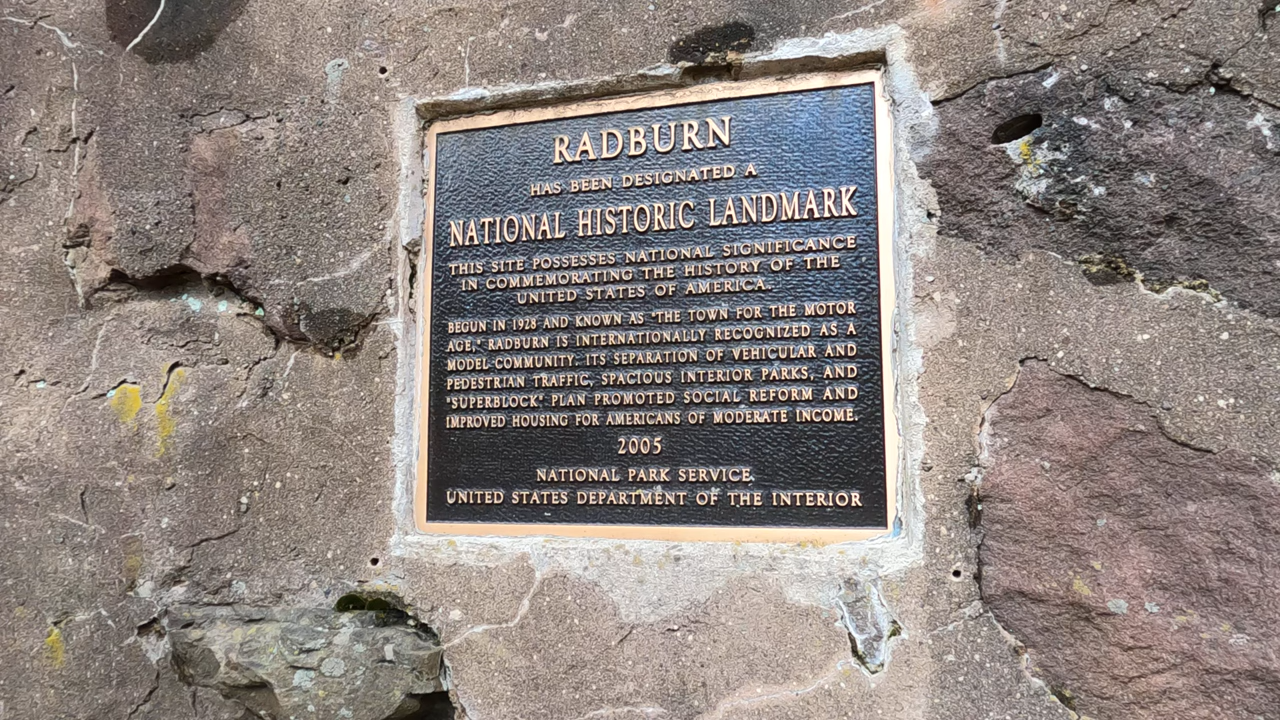 RADBURN
HAS BEEN DESIGNATED A
NATIONAL HISTORIC LANDMARK
THIS SITE POSSESSES NATIONAL SIGNIFICANCE
IN COMMEMORATING THE HISTORY OF THE
UNITED STATES OF AMERICA.
BEGUN IN 1928 AND KNOWN AS "THE TOWN FOR THE MOTOR
AGE," RADBURN IS INTERNATIONALLY RECOGNIZED AS A
MODEL COMMUNITY. ITS SEPARATION OF VEHICULAR AND
PEDESTRIAN TRAFFIC, SPACIOUS INTERIOR PARKS, AND
"SUPERBLOCK" PLAN PROMOTED SOCIAL REFORM AND
IMPROVED HOUSING FOR AMERICANS OF MODERATE INCOME.
2005
NATIONAL PARK SERVICE
UNITED STATES DEPARTMENT OF THE INTERIOR